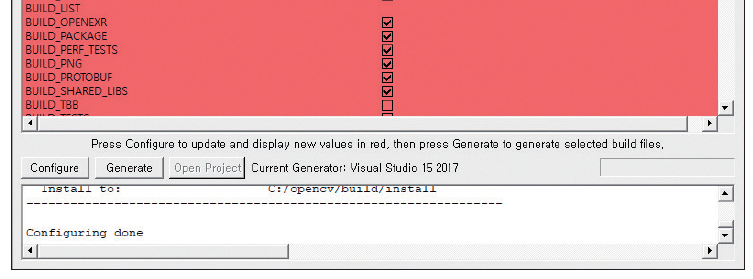 BUILD_LIST
BUILD_OPENEXR
BUILD_PACKAGE
BUILD_PERF_TESTS
BUILD_PNG
BUILD_PROTOBUF
BUILD_SHARED_LIBS
BUILD_TBB
BUILD_TESTS
Press Configure to update and display new values in red, then press Generate to generate selected build files.
Configure Generate Open Project Current Generator: Visual Studio 15 2017
Install to: C:/opencv/build/install
-----------------------------------------------------------------
Configuring done